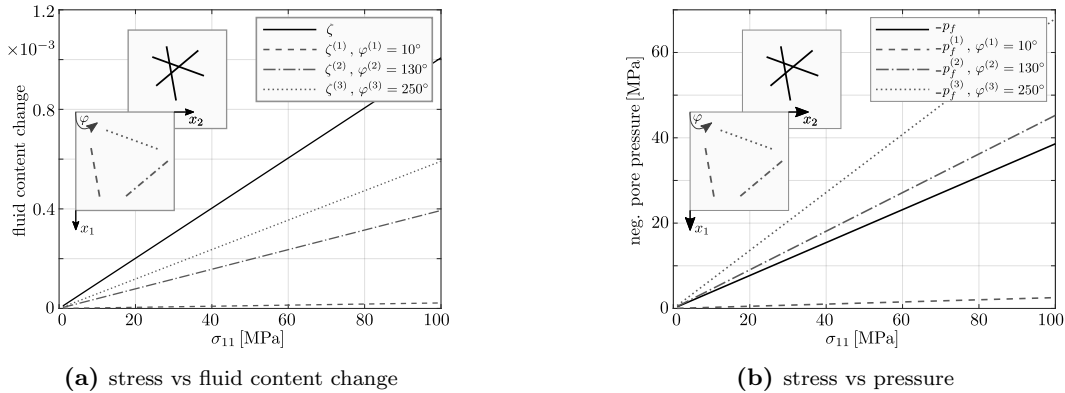 1.2
×10⁻³
0.8
0.4
0
fluid content change
ζ
ζ⁽¹⁾ , φ⁽¹⁾ = 10°
ζ⁽²⁾ , φ⁽²⁾ = 130°
ζ⁽³⁾ , φ⁽³⁾ = 250°
x₂
φ
x₁
0 20 40 60 80 100
σ₁₁ [MPa]
(a) stress vs fluid content change
60
40
20
0
neg. pore pressure [MPa]
–p_f
–p_f⁽¹⁾ , φ⁽¹⁾ = 10°
–p_f⁽²⁾ , φ⁽²⁾ = 130°
–p_f⁽³⁾ , φ⁽³⁾ = 250°
x₂
φ
x₁
0 20 40 60 80 100
σ₁₁ [MPa]
(b) stress vs pressure